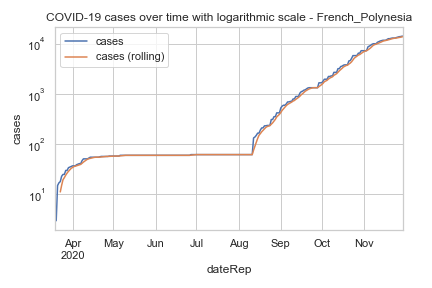 COVID-19 cases over time with logarithmic scale - French_Polynesia
cases
cases (rolling)
10^4
10^3
10^2
10^1
cases
Apr
2020
May
Jun
Jul
Aug
Sep
Oct
Nov
dateRep